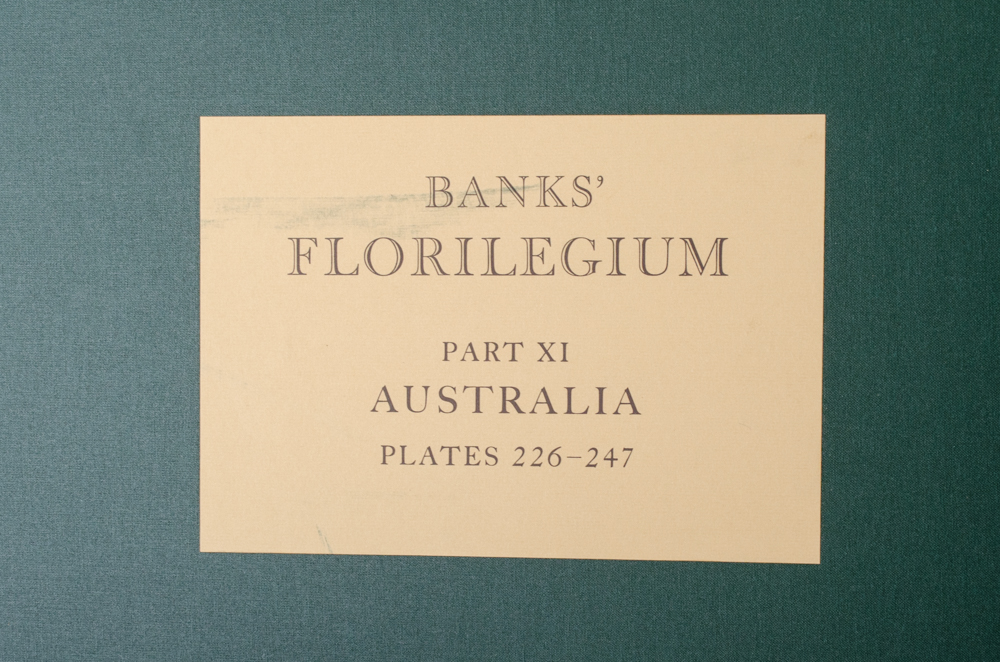 BANKS’
FLORILEGIUM
PART XI
AUSTRALIA
PLATES 226–247